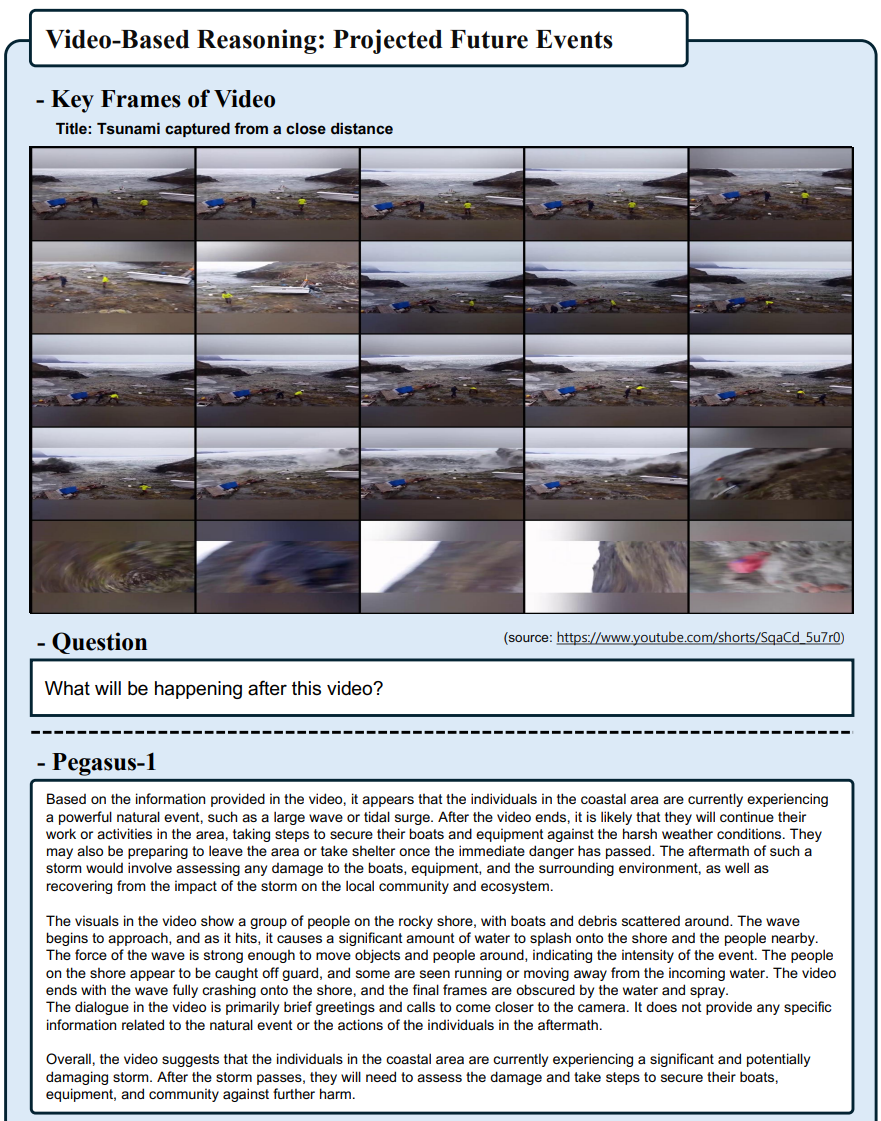 Video-Based Reasoning: Projected Future Events
- Key Frames of Video
Title: Tsunami captured from a close distance
- Question
(source: https://www.youtube.com/shorts/SqaCd_5u7r0)
What will be happening after this video?
- Pegasus-1
Based on the information provided in the video, it appears that the individuals in the coastal area are currently experiencing
a powerful natural event, such as a large wave or tidal surge. After the video ends, it is likely that they will continue their
work or activities in the area, taking steps to secure their boats and equipment against the harsh weather conditions. They
may also be preparing to leave the area or take shelter once the immediate danger has passed. The aftermath of such a
storm would involve assessing any damage to the boats, equipment, and the surrounding environment, as well as
recovering from the impact of the storm on the local community and ecosystem.
The visuals in the video show a group of people on the rocky shore, with boats and debris scattered around. The wave
begins to approach, and as it hits, it causes a significant amount of water to splash onto the shore and the people nearby.
The force of the wave is strong enough to move objects and people around, indicating the intensity of the event. The people
on the shore appear to be caught off guard, and some are seen running or moving away from the incoming water. The video
ends with the wave fully crashing onto the shore, and the final frames are obscured by the water and spray.
The dialogue in the video is primarily brief greetings and calls to come closer to the camera. It does not provide any specific
information related to the natural event or the actions of the individuals in the aftermath.
Overall, the video suggests that the individuals in the coastal area are currently experiencing a significant and potentially
damaging storm. After the storm passes, they will need to assess the damage and take steps to secure their boats,
equipment, and community against further harm.